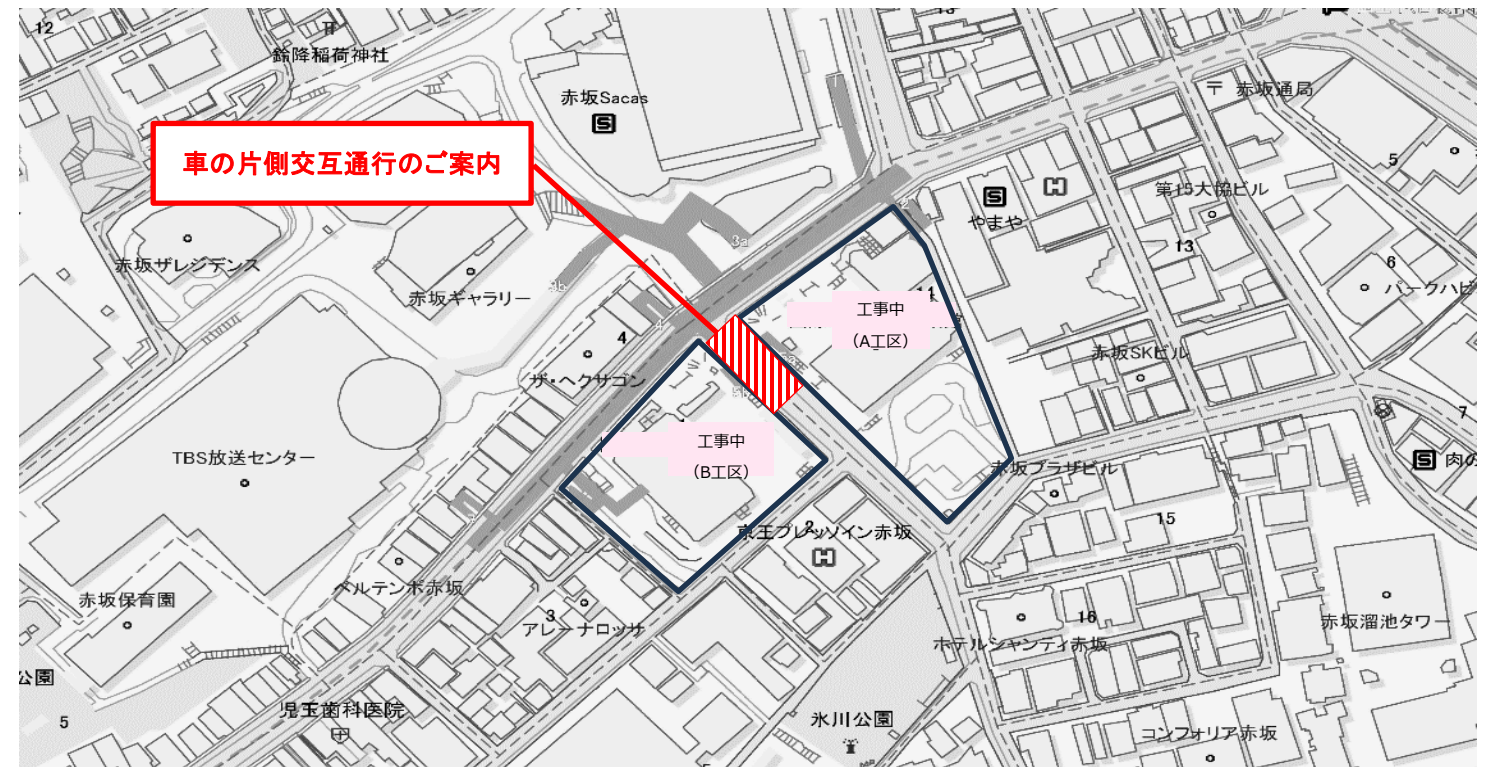 12
鈴降稲荷神社
赤坂Sacas
S
〒 赤坂通局
5
車の片側交互通行のご案内
第15大協ビル
S
H
やまや
2
13
3a
赤坂ザレジデンス
赤坂ギャラリー
3b
6
工事中
(A工区)
4
4
ザ・ヘクサゴン
赤坂SKビル
7
工事中
(B工区)
TBS放送センター
赤坂プラザビル
S
15
京王プレッソイン赤坂
2
H
ベルテンポ赤坂
赤坂保育園
3
アレーナロッサ
16
ホテルシャンティ赤坂
赤坂溜池タワー
公園
5
児玉歯科医院
氷川公園
コンフォリア赤坂